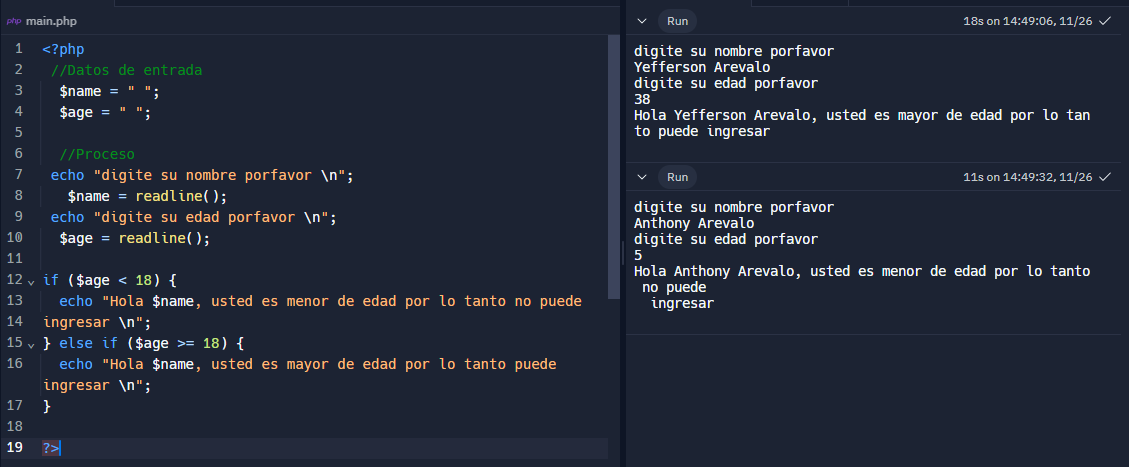 php main.php
1 <?php
2 //Datos de entrada
3 $name = " ";
4 $age = " ";
5
6 //Proceso
7 echo "digite su nombre porfavor \n";
8 $name = readline();
9 echo "digite su edad porfavor \n";
10 $age = readline();
11
12 if ($age < 18) {
13 echo "Hola $name, usted es menor de edad por lo tanto no puede
14 ingresar \n";
15 } else if ($age >= 18) {
16 echo "Hola $name, usted es mayor de edad por lo tanto puede
ingresar \n";
17 }
18
19 ?>
Run 18s on 14:49:06, 11/26
digite su nombre porfavor
Yefferson Arevalo
digite su edad porfavor
38
Hola Yefferson Arevalo, usted es mayor de edad por lo tan
to puede ingresar
Run 11s on 14:49:32, 11/26
digite su nombre porfavor
Anthony Arevalo
digite su edad porfavor
5
Hola Anthony Arevalo, usted es menor de edad por lo tanto
no puede
ingresar